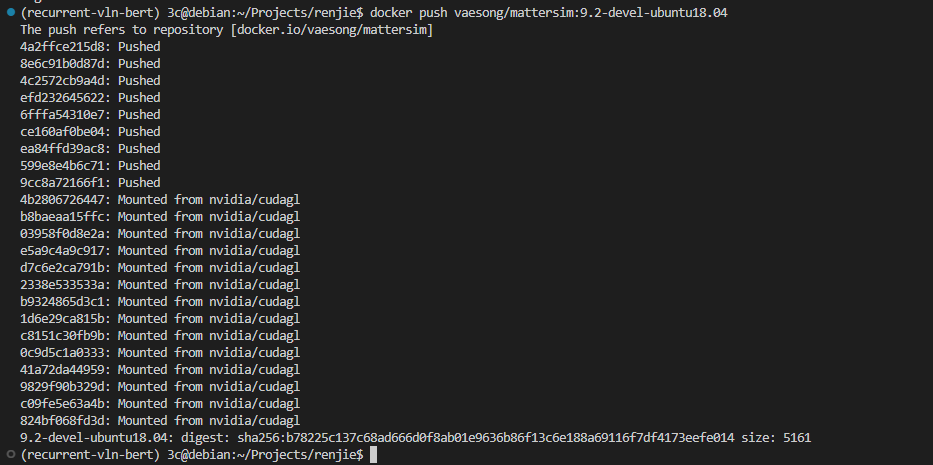 (recurrent-vln-bert) 3c@debian:~/Projects/renjie$ docker push vaesong/mattersim:9.2-devel-ubuntu18.04
The push refers to repository [docker.io/vaesong/mattersim]
4a2ffce215d8: Pushed
8e6c91b0d87d: Pushed
4c2572cb9a4d: Pushed
efd232645622: Pushed
6fffa54310e7: Pushed
ce160af0be04: Pushed
ea84ffd39ac8: Pushed
599e8e4b6c71: Pushed
9cc8a72166f1: Pushed
4b2806726447: Mounted from nvidia/cudagl
b8baeaa15ffc: Mounted from nvidia/cudagl
03958f0d8e2a: Mounted from nvidia/cudagl
e5a9c4a9c917: Mounted from nvidia/cudagl
d7c6e2ca791b: Mounted from nvidia/cudagl
2338e533533a: Mounted from nvidia/cudagl
b9324865d3c1: Mounted from nvidia/cudagl
1d6e29ca815b: Mounted from nvidia/cudagl
c8151c30fb9b: Mounted from nvidia/cudagl
0c9d5c1a0333: Mounted from nvidia/cudagl
41a72da44959: Mounted from nvidia/cudagl
9829f90b329d: Mounted from nvidia/cudagl
c09fe5e63a4b: Mounted from nvidia/cudagl
824bf068fd3d: Mounted from nvidia/cudagl
9.2-devel-ubuntu18.04: digest: sha256:b78225c137c68ad666d0f8ab01e9636b86f13c6e188a69116f7df4173eefe014 size: 5161
(recurrent-vln-bert) 3c@debian:~/Projects/renjie$